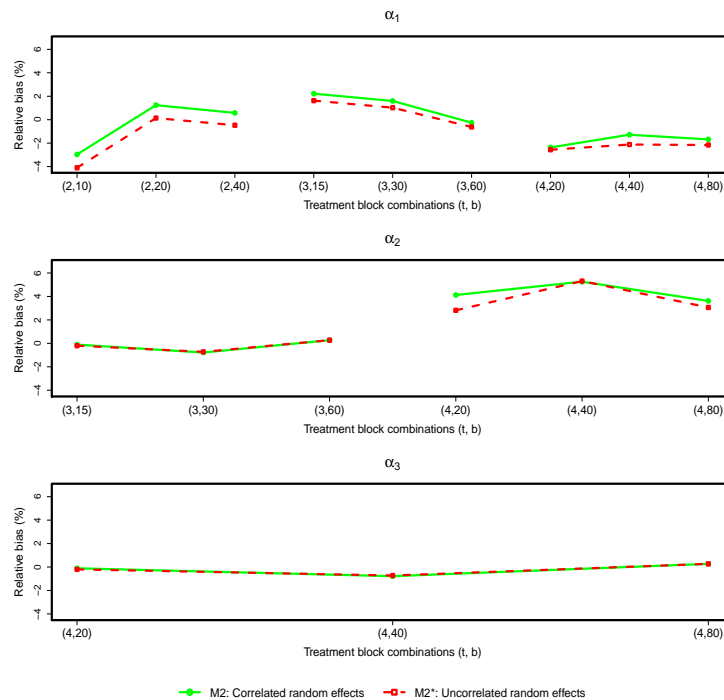 α1
Relative bias (%)
6
4
2
0
−2
−4
(2,10) (2,20) (2,40) (3,15) (3,30) (3,60) (4,20) (4,40) (4,80)
Treatment block combinations (t, b)
α2
Relative bias (%)
6
4
2
0
−2
−4
(3,15) (3,30) (3,60) (4,20) (4,40) (4,80)
Treatment block combinations (t, b)
α3
Relative bias (%)
6
4
2
0
−2
−4
(4,20) (4,40) (4,80)
Treatment block combinations (t, b)
M2: Correlated random effects M2*: Uncorrelated random effects